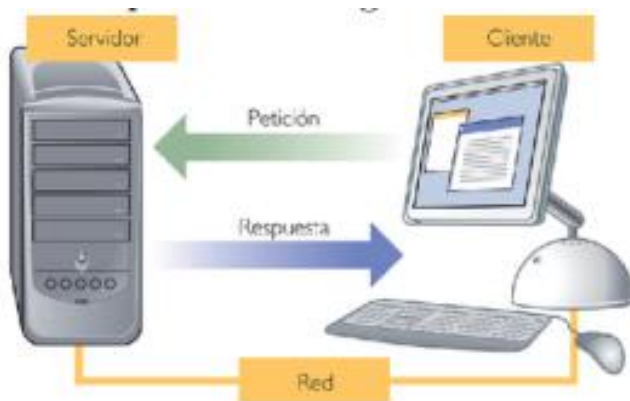 Servidor
Cliente
Petición
Respuesta
Red